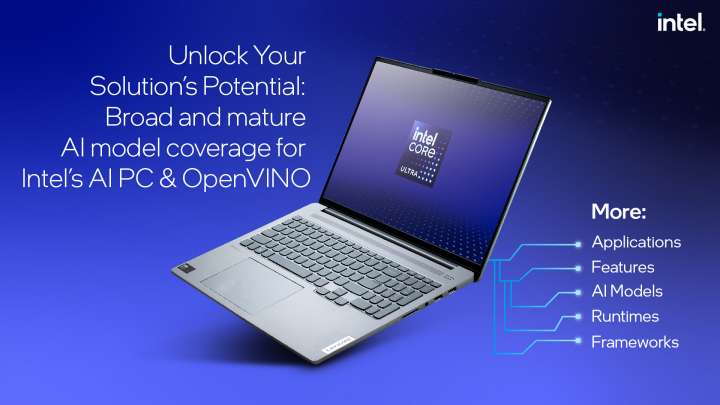 intel.
Unlock Your
Solution's Potential:
Broad and mature
AI model coverage for
Intel's AI PC & OpenVINO
intel
CORE
ULTRA
More:
Applications
Features
AI Models
Runtimes
Frameworks
Lenovo